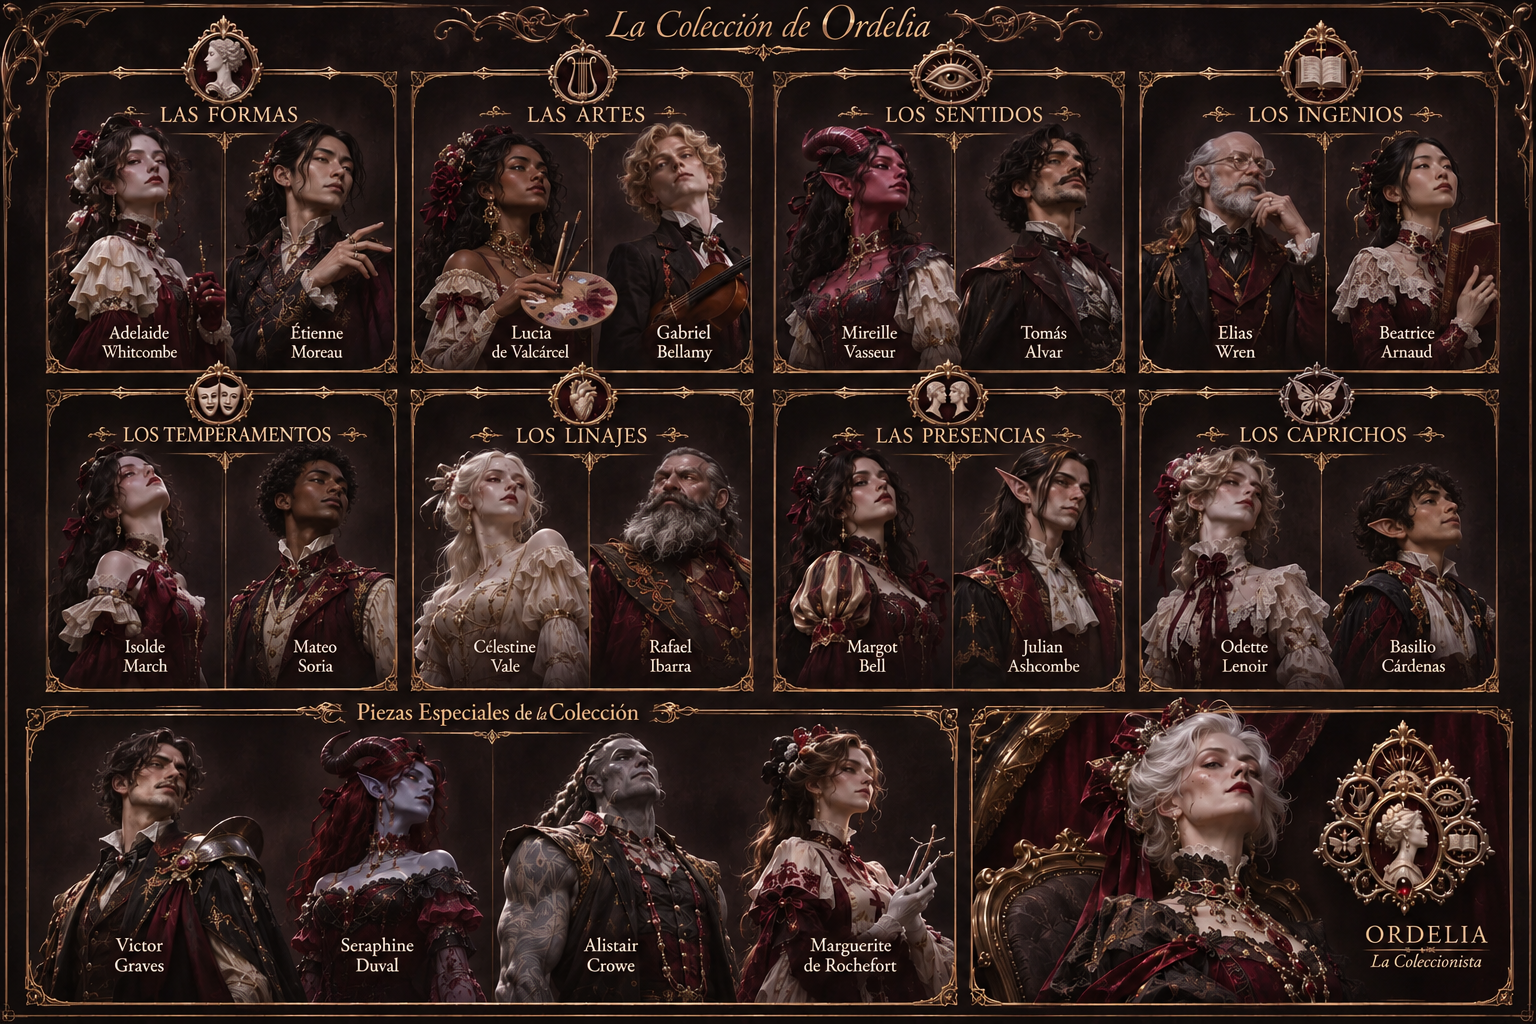 La Colección de Ordelia
LAS FORMAS
Adelaide
Whitcombe
Étienne
Moreau
LAS ARTES
Lucía
de Valcárcel
Gabriel
Bellamy
LOS SENTIDOS
Mireille
Vasseur
Tomás
Alvar
LOS INGENIOS
Elias
Wren
Beatrice
Arnaud
LOS TEMPERAMENTOS
Isolde
March
Mateo
Soria
LOS LINAJES
Célestine
Vale
Rafael
Ibarra
LAS PRESENCIAS
Margot
Bell
Julian
Ashcombe
LOS CAPRICHOS
Odette
Lenoir
Basilio
Cárdenas
Piezas Especiales de la Colección
Victor
Graves
Seraphine
Duval
Alistair
Crowe
Marguerite
de Rochefort
ORDELIA
La Coleccionista